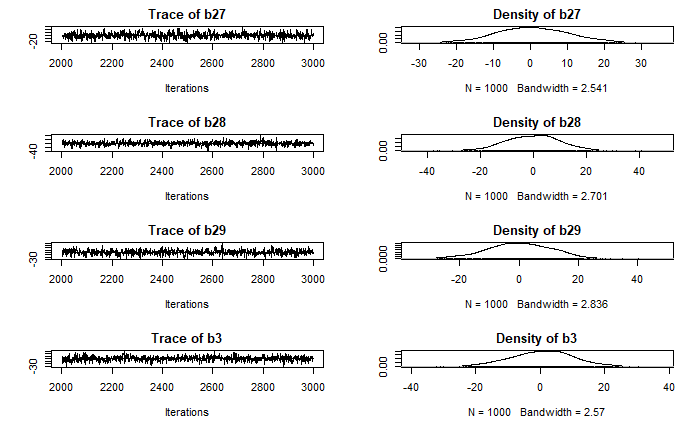 Trace of b27
-20
2000 2200 2400 2600 2800 3000
Iterations
Density of b27
0.00
-30 -20 -10 0 10 20 30
N = 1000 Bandwidth = 2.541
Trace of b28
-40
2000 2200 2400 2600 2800 3000
Iterations
Density of b28
0.00
-40 -20 0 20 40
N = 1000 Bandwidth = 2.701
Trace of b29
-30
2000 2200 2400 2600 2800 3000
Iterations
Density of b29
0.000
-20 0 20 40
N = 1000 Bandwidth = 2.836
Trace of b3
-30
2000 2200 2400 2600 2800 3000
Iterations
Density of b3
0.00
-40 -20 0 20 40
N = 1000 Bandwidth = 2.57